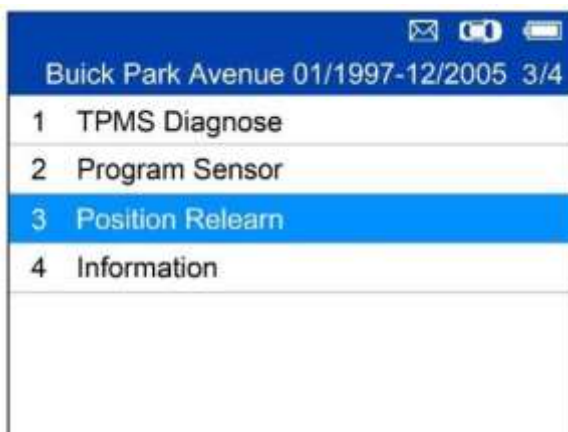 Buick Park Avenue 01/1997-12/2005 3/4
1 TPMS Diagnose
2 Program Sensor
3 Position Relearn
4 Information